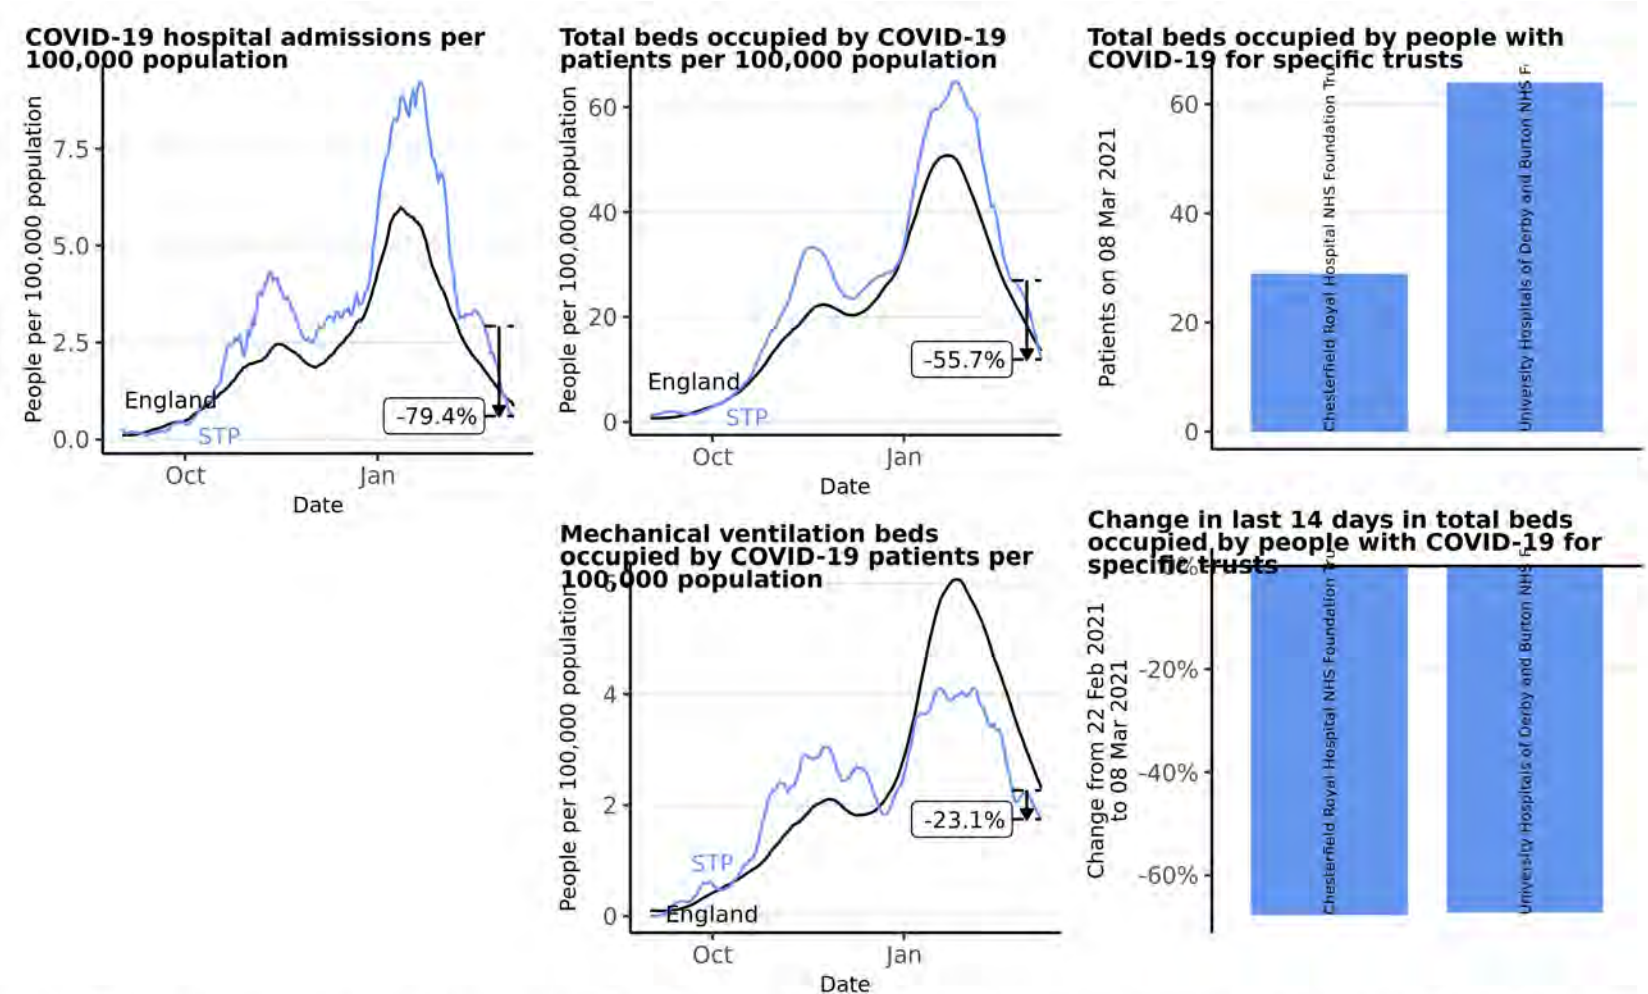 COVID-19 hospital admissions per
100,000 population
People per 100,000 population
7.5
5.0
2.5
0.0
England
STP
-79.4%
Oct
Jan
Date
Total beds occupied by COVID-19
patients per 100,000 population
People per 100,000 population
60
40
20
0
England
STP
-55.7%
Oct
Jan
Date
Total beds occupied by people with
COVID-19 for specific trusts
Patients on 08 Mar 2021
60
40
20
0
Chesterfield Royal Hospital NHS Foundation Tru
University Hospitals of Derby and Burton NHS F
Mechanical ventilation beds
occupied by COVID-19 patients per
100,000 population
People per 100,000 population
6
4
2
0
STP
England
-23.1%
Oct
Jan
Date
Change in last 14 days in total beds
occupied by people with COVID-19 for
specific trusts
Change from 22 Feb 2021
to 08 Mar 2021
0%
-20%
-40%
-60%
Chesterfield Royal Hospital NHS Foundation Tru
University Hospitals of Derby and Burton NHS F